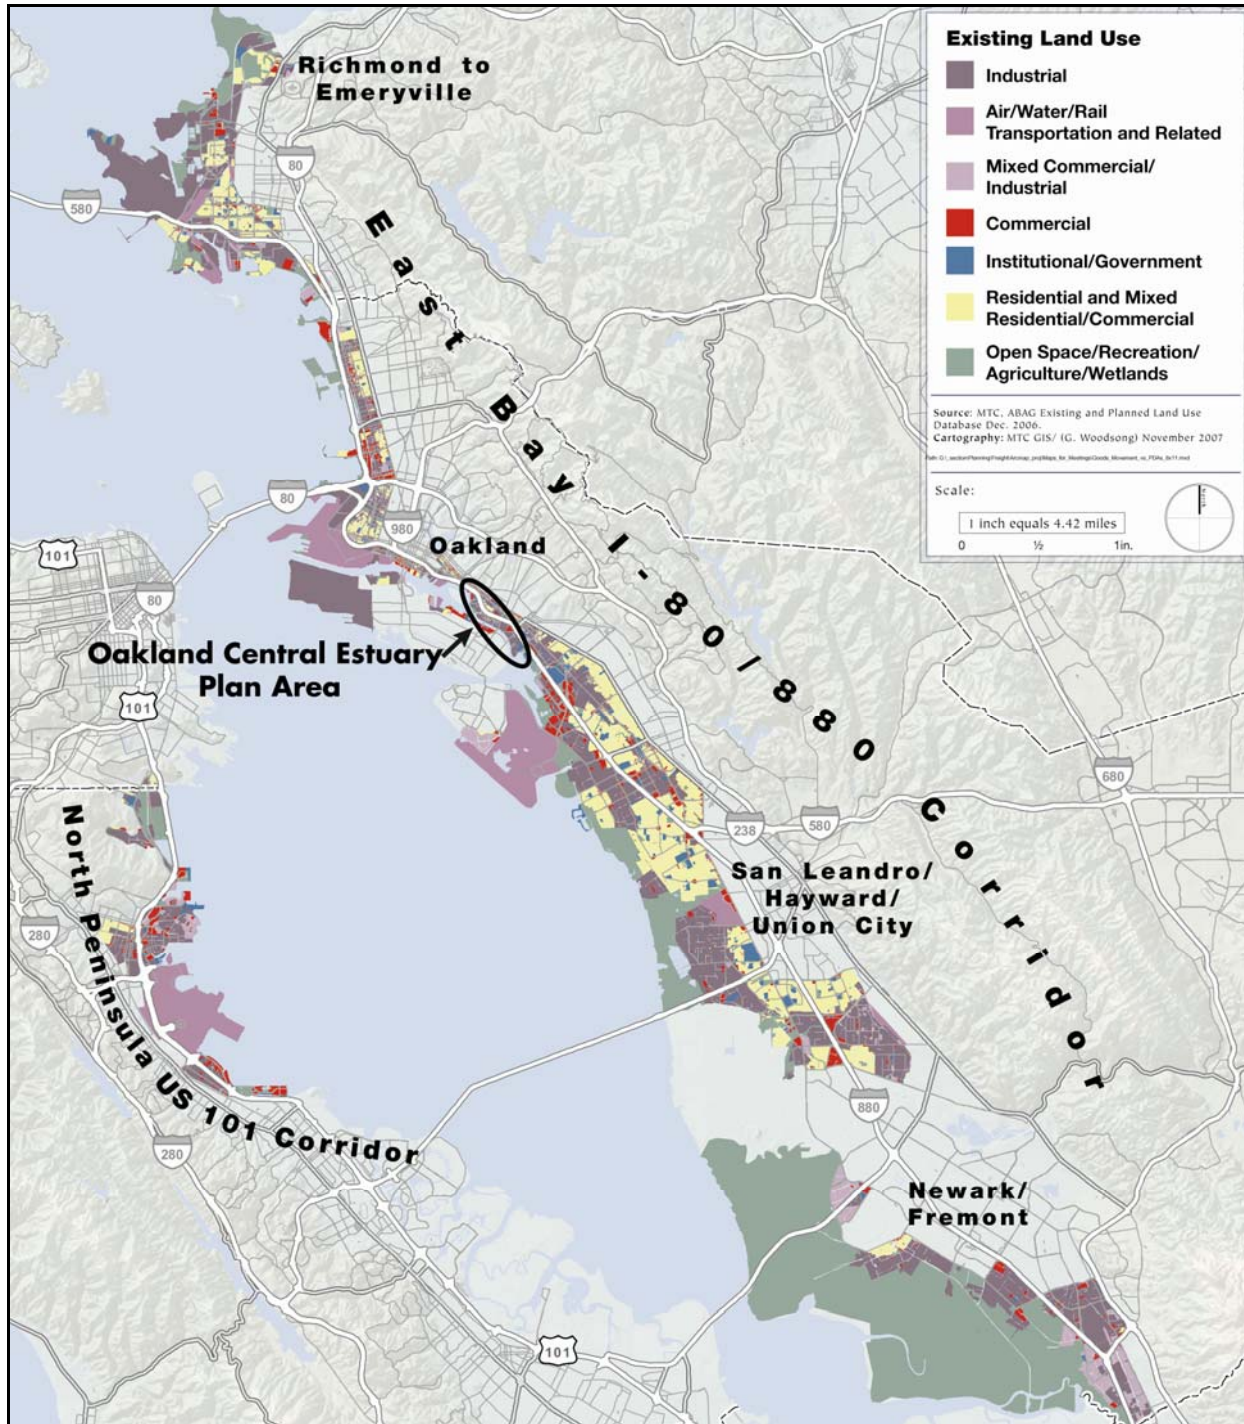 Existing Land Use
Industrial
Air/Water/Rail
Transportation and Related
Mixed Commercial/
Industrial
Commercial
Institutional/Government
Residential and Mixed
Residential/Commercial
Open Space/Recreation/
Agriculture/Wetlands
Source: MTC, ABAG Existing and Planned Land Use
Database Dec. 2006.
Cartography: MTC GIS/ (G. Woodsong) November 2007
Scale:
1 inch equals 4.42 miles
0 ½ 1in.
Richmond to
Emeryville
80
580
East Bay I-80/880 Corridor
80
980
Oakland
101
80
Oakland Central Estuary
Plan Area
101
680
238
580
San Leandro/
Hayward/
Union City
North Peninsula US 101 Corridor
280
880
280
Newark/
Fremont
101